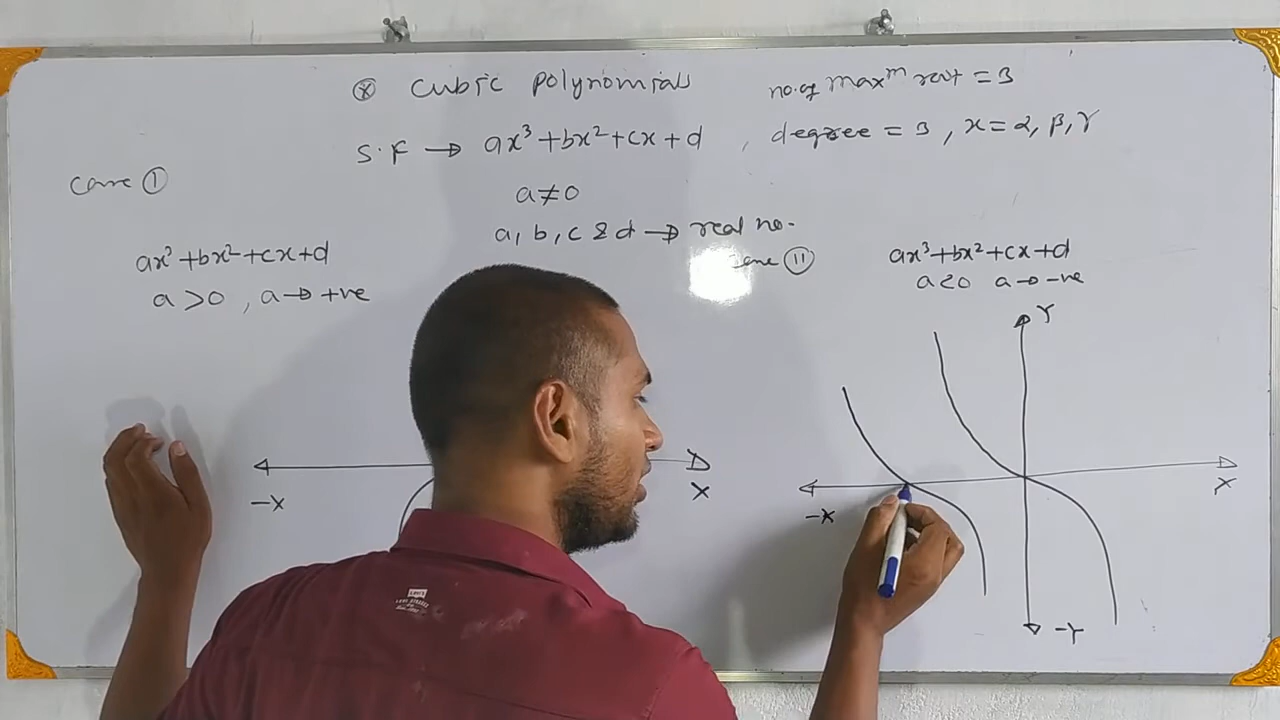 ⓧ Cubic polynomials
no. of maxᵐ root = 3
S.F → ax³+bx²+cx+d , degree = 3 , x = α, β, γ
a≠0
a, b, c & d → real no.
Case ①
ax³+bx²+cx+d
a>0 , a→ +ve
Case ⑪
ax³+bx²+cx+d
a<0 a→ -ve
-X
X
Y
-X
X
-Y